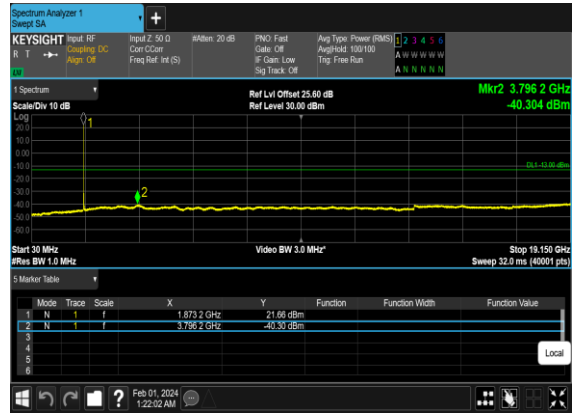 Spectrum Analyzer 1
Swept SA
KEYSIGHT Input: RF Input Z: 50 Ω #Atten: 20 dB PNO: Fast Avg Type: Power (RMS) 1 2 3 4 5 6
R T Coupling: DC Corr CCorr Gate: Off Avg|Hold: 100/100 A W W W W W
Align: Off Freq Ref: Int (S) IF Gain: Low Trig: Free Run
LW Sig Track: Off A N N N N N
1 Spectrum Ref Lvl Offset 25.60 dB Mkr2 3.796 2 GHz
Scale/Div 10 dB Ref Level 30.00 dBm -40.304 dBm
Log
20.0
10.0
0.00
-10.0
-20.0
-30.0
-40.0
-50.0
-60.0
1
2
DL1 -13.00 dBm
Start 30 MHz Video BW 3.0 MHz* Stop 19.150 GHz
#Res BW 1.0 MHz Sweep 32.0 ms (40001 pts)
5 Marker Table
Mode Trace Scale X Y Function Function Width Function Value
1 N 1 f 1.873 2 GHz 21.66 dBm
2 N 1 f 3.796 2 GHz -40.30 dBm
3
4
5
6
Local
? Feb 01, 2024
1:22:02 AM